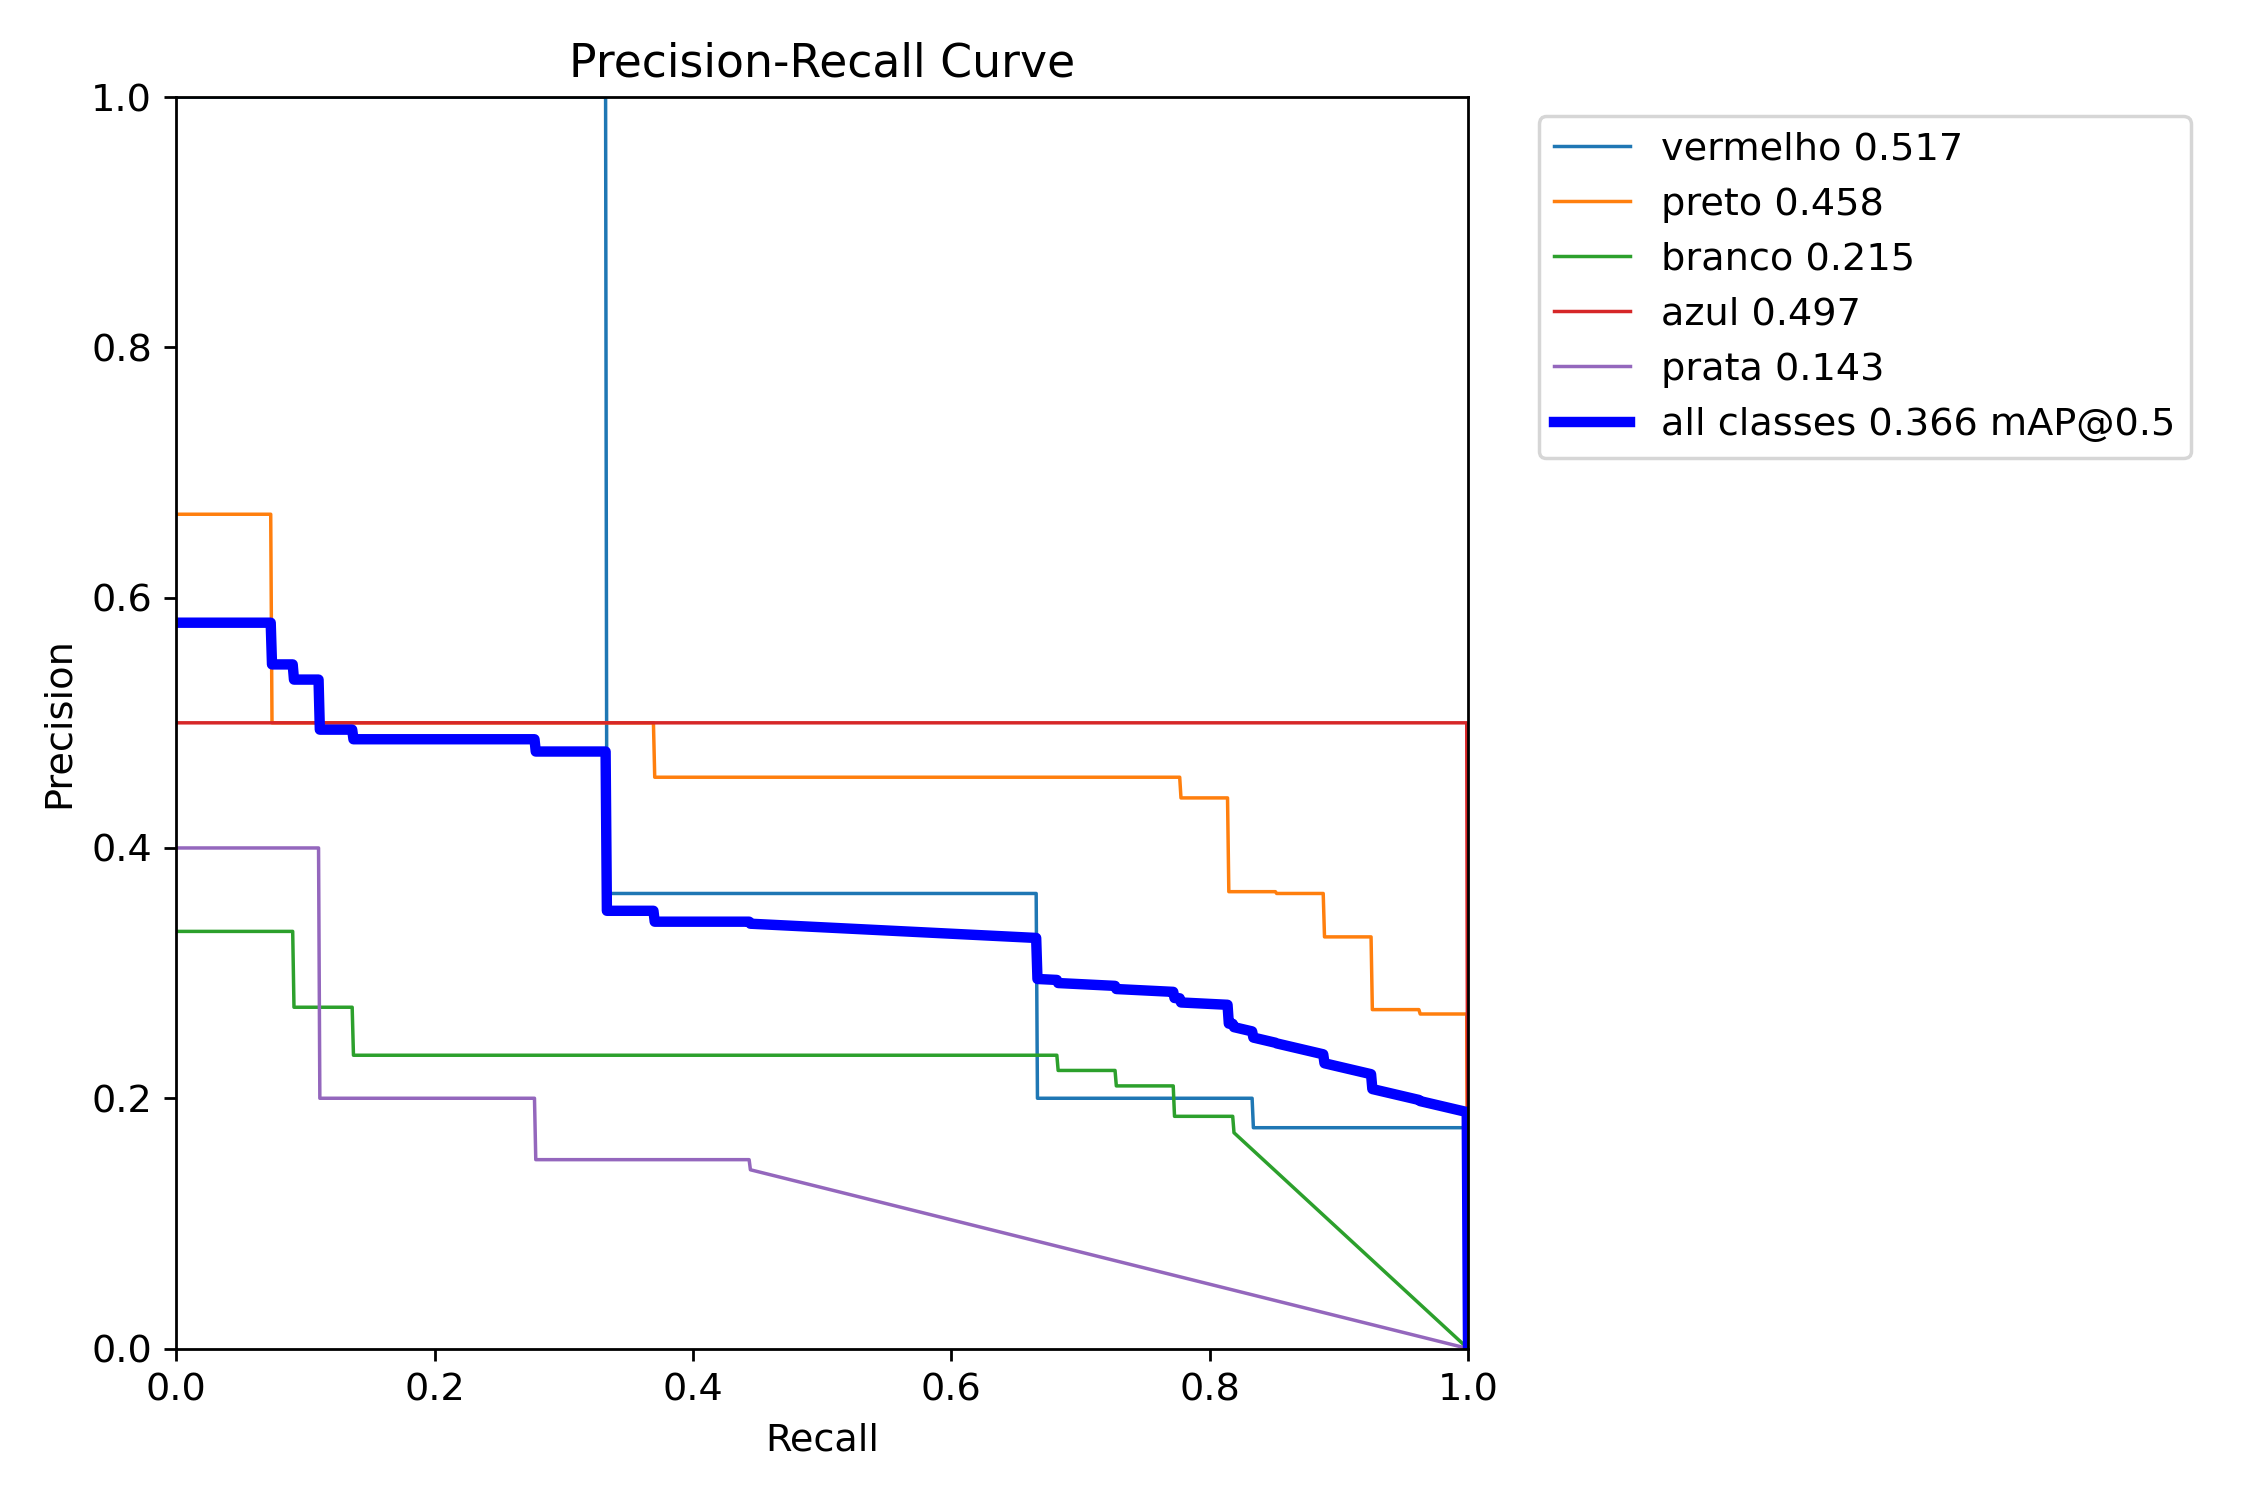 Precision-Recall Curve
1.0
0.8
0.6
0.4
0.2
0.0
Precision
0.0 0.2 0.4 0.6 0.8 1.0
Recall
vermelho 0.517
preto 0.458
branco 0.215
azul 0.497
prata 0.143
all classes 0.366 mAP@0.5